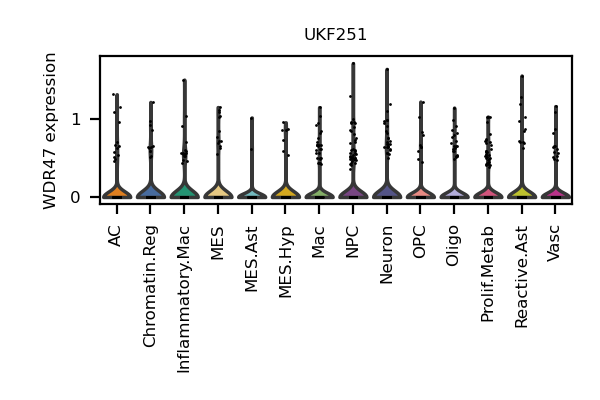 UKF251
WDR47 expression
1
0
AC
Chromatin.Reg
Inflammatory.Mac
MES
MES.Ast
MES.Hyp
Mac
NPC
Neuron
OPC
Oligo
Prolif.Metab
Reactive.Ast
Vasc